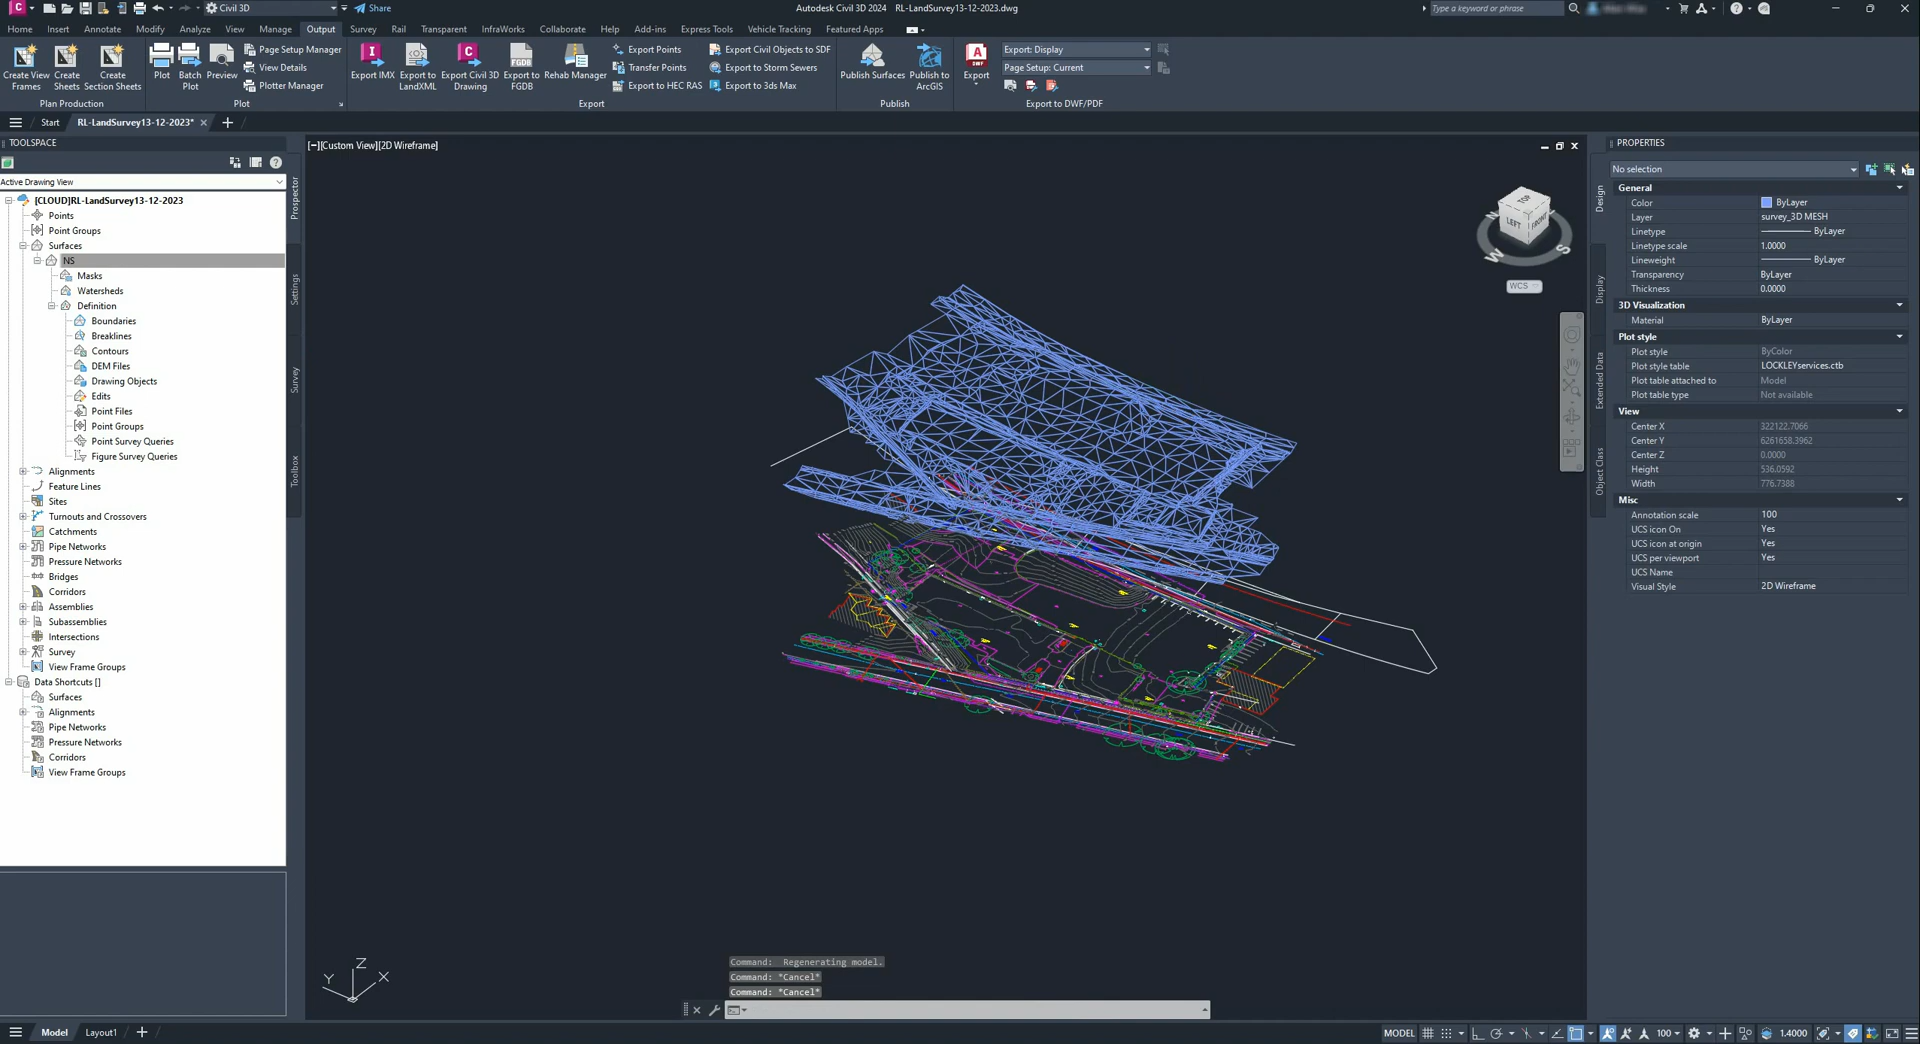 Civil 3D
Share
Autodesk Civil 3D 2024 RL-LandSurvey13-12-2023.dwg
Type a keyword or phrase
Home Insert Annotate Modify Analyze View Manage Output Survey Rail Transparent InfraWorks Collaborate Help Add-ins Express Tools Vehicle Tracking Featured Apps
Create View Frames
Create Sheets
Create Section Sheets
Plan Production
Plot
Batch Plot
Preview
Page Setup Manager
View Details
Plotter Manager
Plot
Export IMX
Export to LandXML
Export Civil 3D Drawing
Export to FGDB
Rehab Manager
Export Points
Transfer Points
Export to HEC RAS
Export Civil Objects to SDF
Export to Storm Sewers
Export to 3ds Max
Export
Publish Surfaces
Publish to ArcGIS
Publish
Export
Export: Display
Page Setup: Current
Export to DWF/PDF
Start
RL-LandSurvey13-12-2023*
TOOLSPACE
Active Drawing View
[CLOUD]RL-LandSurvey13-12-2023
Points
Point Groups
Surfaces
NS
Masks
Watersheds
Definition
Boundaries
Breaklines
Contours
DEM Files
Drawing Objects
Edits
Point Files
Point Groups
Point Survey Queries
Figure Survey Queries
Alignments
Feature Lines
Sites
Turnouts and Crossovers
Catchments
Pipe Networks
Pressure Networks
Bridges
Corridors
Assemblies
Subassemblies
Intersections
Survey
View Frame Groups
Data Shortcuts []
Surfaces
Alignments
Pipe Networks
Pressure Networks
Corridors
View Frame Groups
Prospector
Settings
Survey
Toolbox
[−][Custom View][2D Wireframe]
TOP
LEFT
FRONT
W
S
WCS
Z
Y
X
Command: Regenerating model.
Command: *Cancel*
Command: *Cancel*
PROPERTIES
No selection
Design
Display
Extended Data
Object Class
General
Color ByLayer
Layer survey_3D MESH
Linetype ByLayer
Linetype scale 1.0000
Lineweight ByLayer
Transparency ByLayer
Thickness 0.0000
3D Visualization
Material ByLayer
Plot style
Plot style ByColor
Plot style table LOCKLEYservices.ctb
Plot table attached to Model
Plot table type Not available
View
Center X 322122.7066
Center Y 6261658.3962
Center Z 0.0000
Height 536.0592
Width 776.7388
Misc
Annotation scale 100
UCS icon On Yes
UCS icon at origin Yes
UCS per viewport Yes
UCS Name
Visual Style 2D Wireframe
Model Layout1
MODEL 100 1.4000